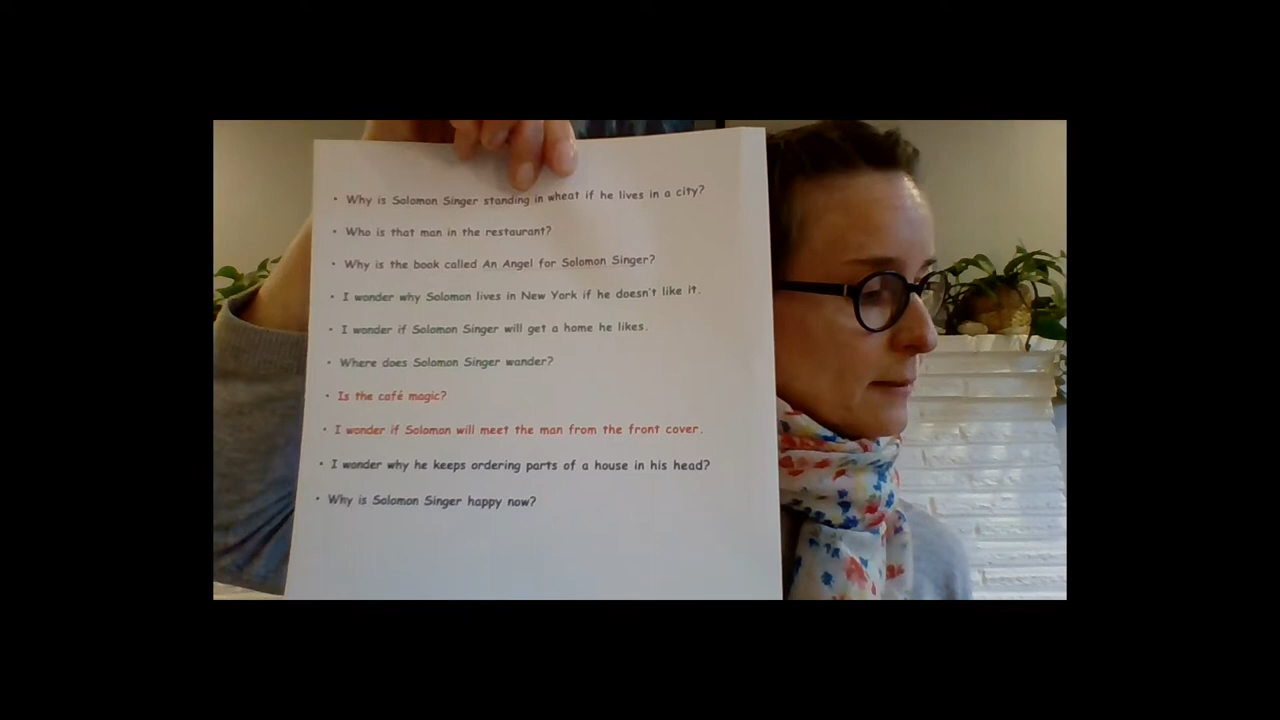 • Why is Solomon Singer standing in wheat if he lives in a city?
• Who is that man in the restaurant?
• Why is the book called An Angel for Solomon Singer?
• I wonder why Solomon lives in New York if he doesn't like it.
• I wonder if Solomon Singer will get a home he likes.
• Where does Solomon Singer wander?
• Is the café magic?
• I wonder if Solomon will meet the man from the front cover.
• I wonder why he keeps ordering parts of a house in his head?
• Why is Solomon Singer happy now?